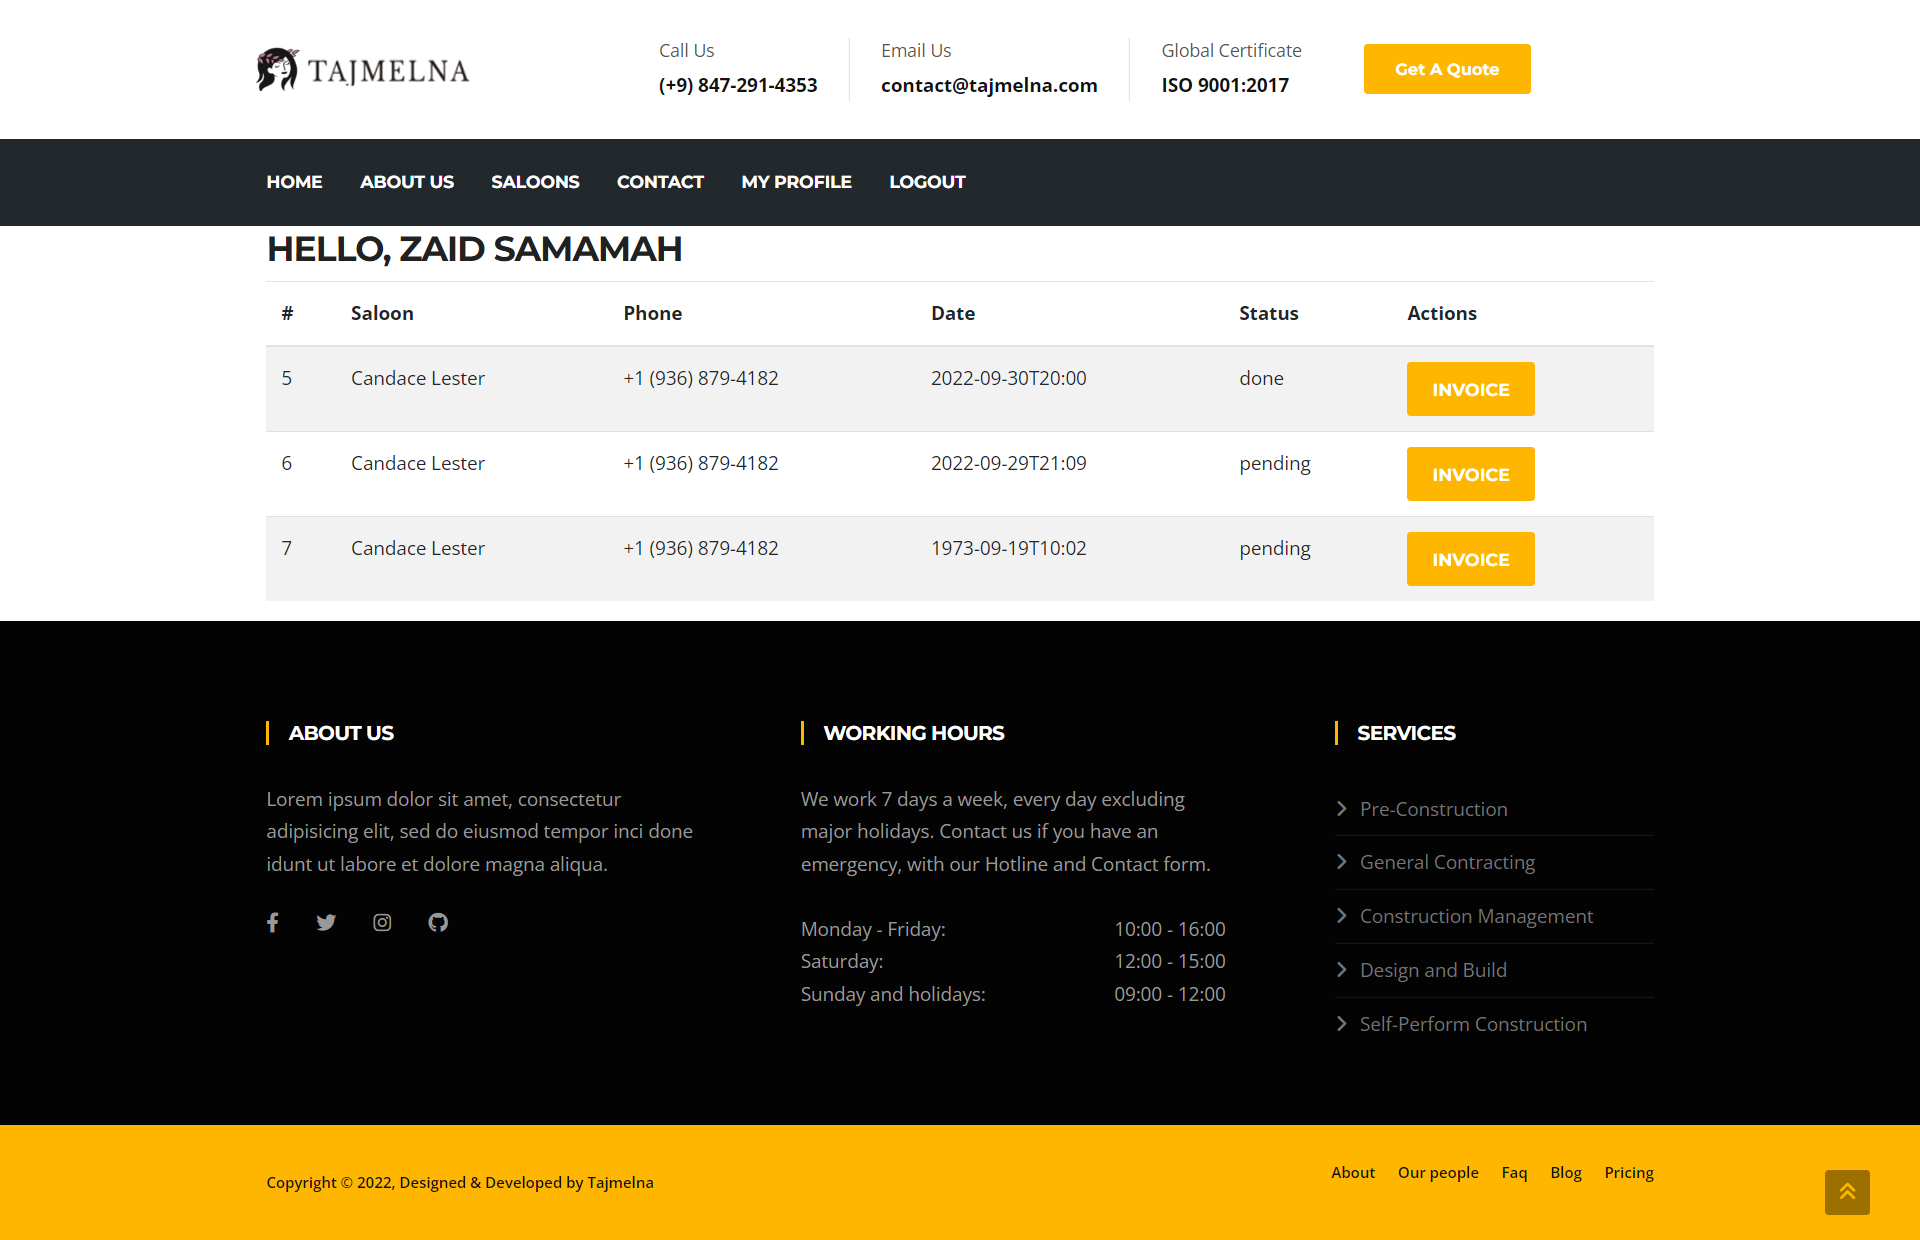 TAJMELNA
Call Us
(+9) 847-291-4353
Email Us
contact@tajmelna.com
Global Certificate
ISO 9001:2017
Get A Quote
HOME ABOUT US SALOONS CONTACT MY PROFILE LOGOUT
HELLO, ZAID SAMAMAH
# Saloon Phone Date Status Actions
5 Candace Lester +1 (936) 879-4182 2022-09-30T20:00 done INVOICE
6 Candace Lester +1 (936) 879-4182 2022-09-29T21:09 pending INVOICE
7 Candace Lester +1 (936) 879-4182 1973-09-19T10:02 pending INVOICE
ABOUT US
Lorem ipsum dolor sit amet, consectetur
adipisicing elit, sed do eiusmod tempor inci done
idunt ut labore et dolore magna aliqua.
WORKING HOURS
We work 7 days a week, every day excluding
major holidays. Contact us if you have an
emergency, with our Hotline and Contact form.
Monday - Friday: 10:00 - 16:00
Saturday: 12:00 - 15:00
Sunday and holidays: 09:00 - 12:00
SERVICES
Pre-Construction
General Contracting
Construction Management
Design and Build
Self-Perform Construction
Copyright © 2022, Designed & Developed by Tajmelna
About Our people Faq Blog Pricing